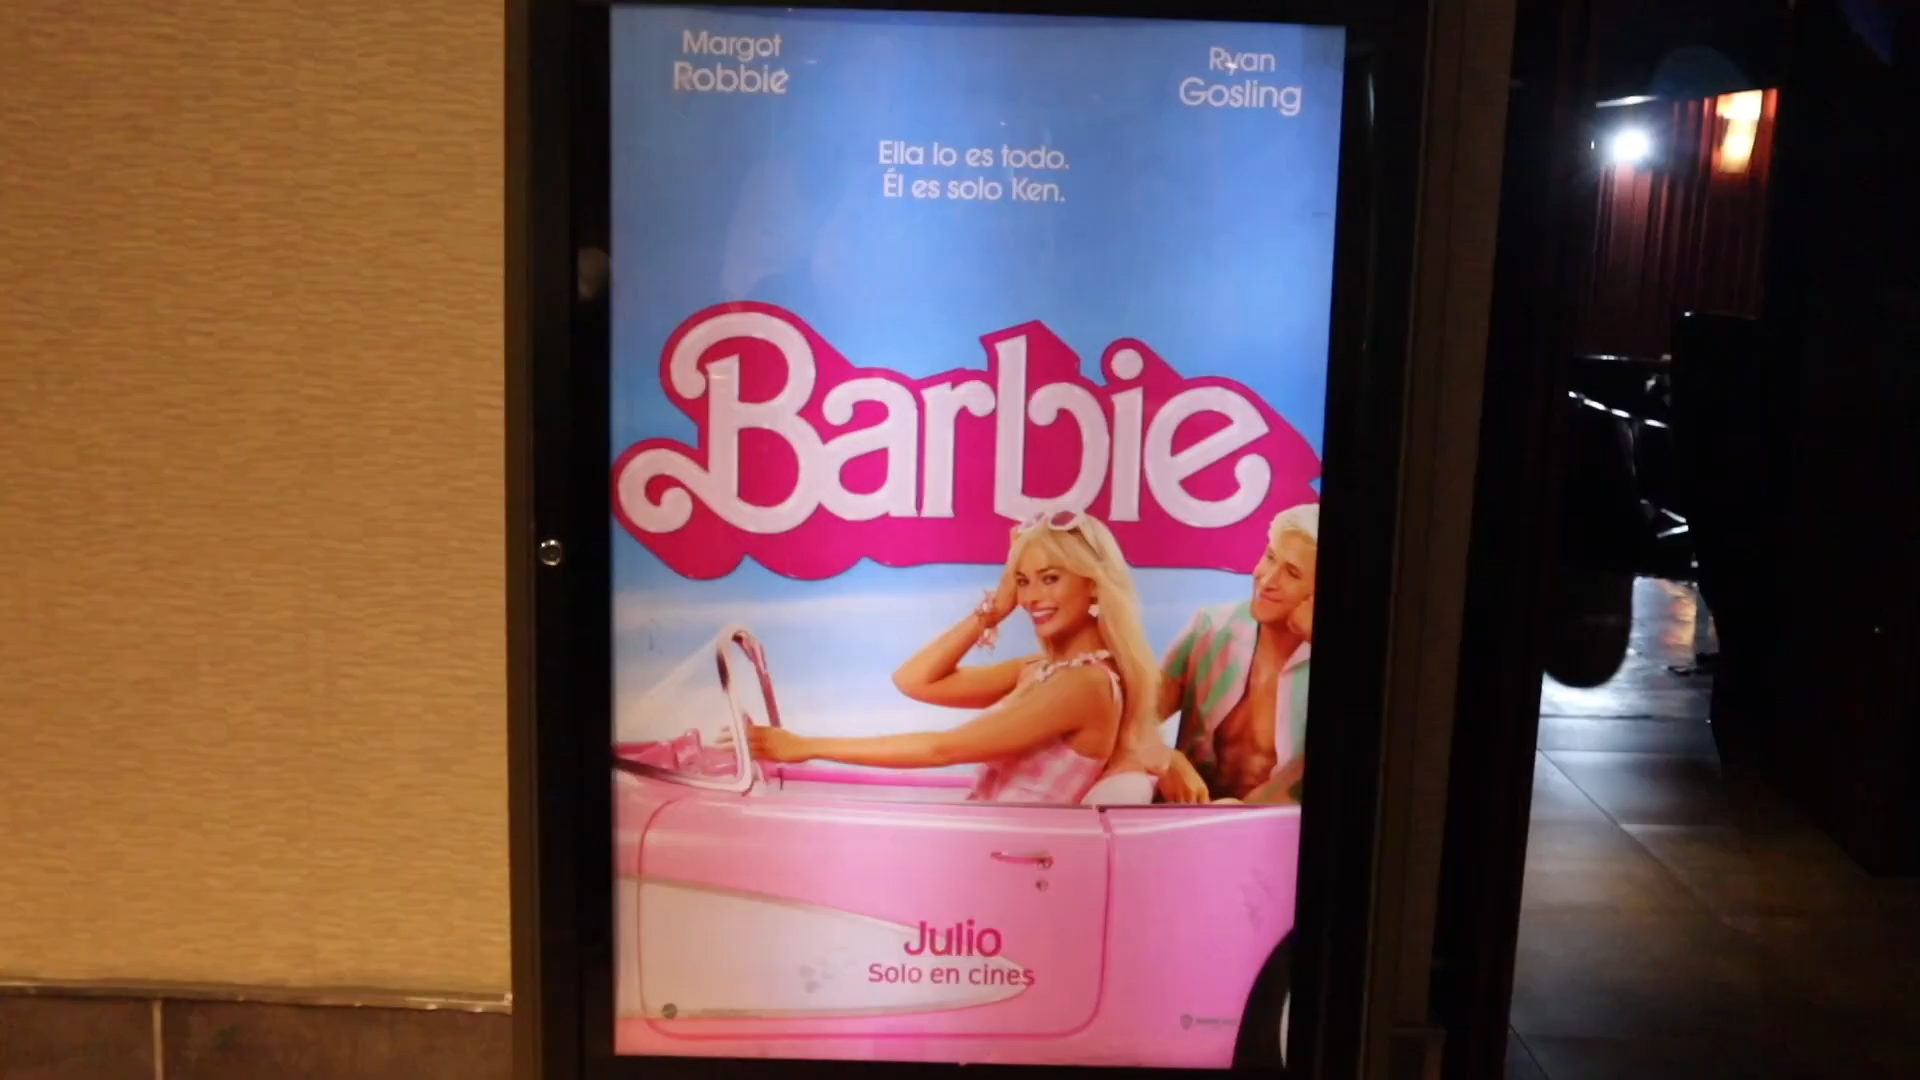 Margot
Robbie
Ryan
Gosling
Ella lo es todo.
Él es solo Ken.
Barbie
Julio
Solo en cines